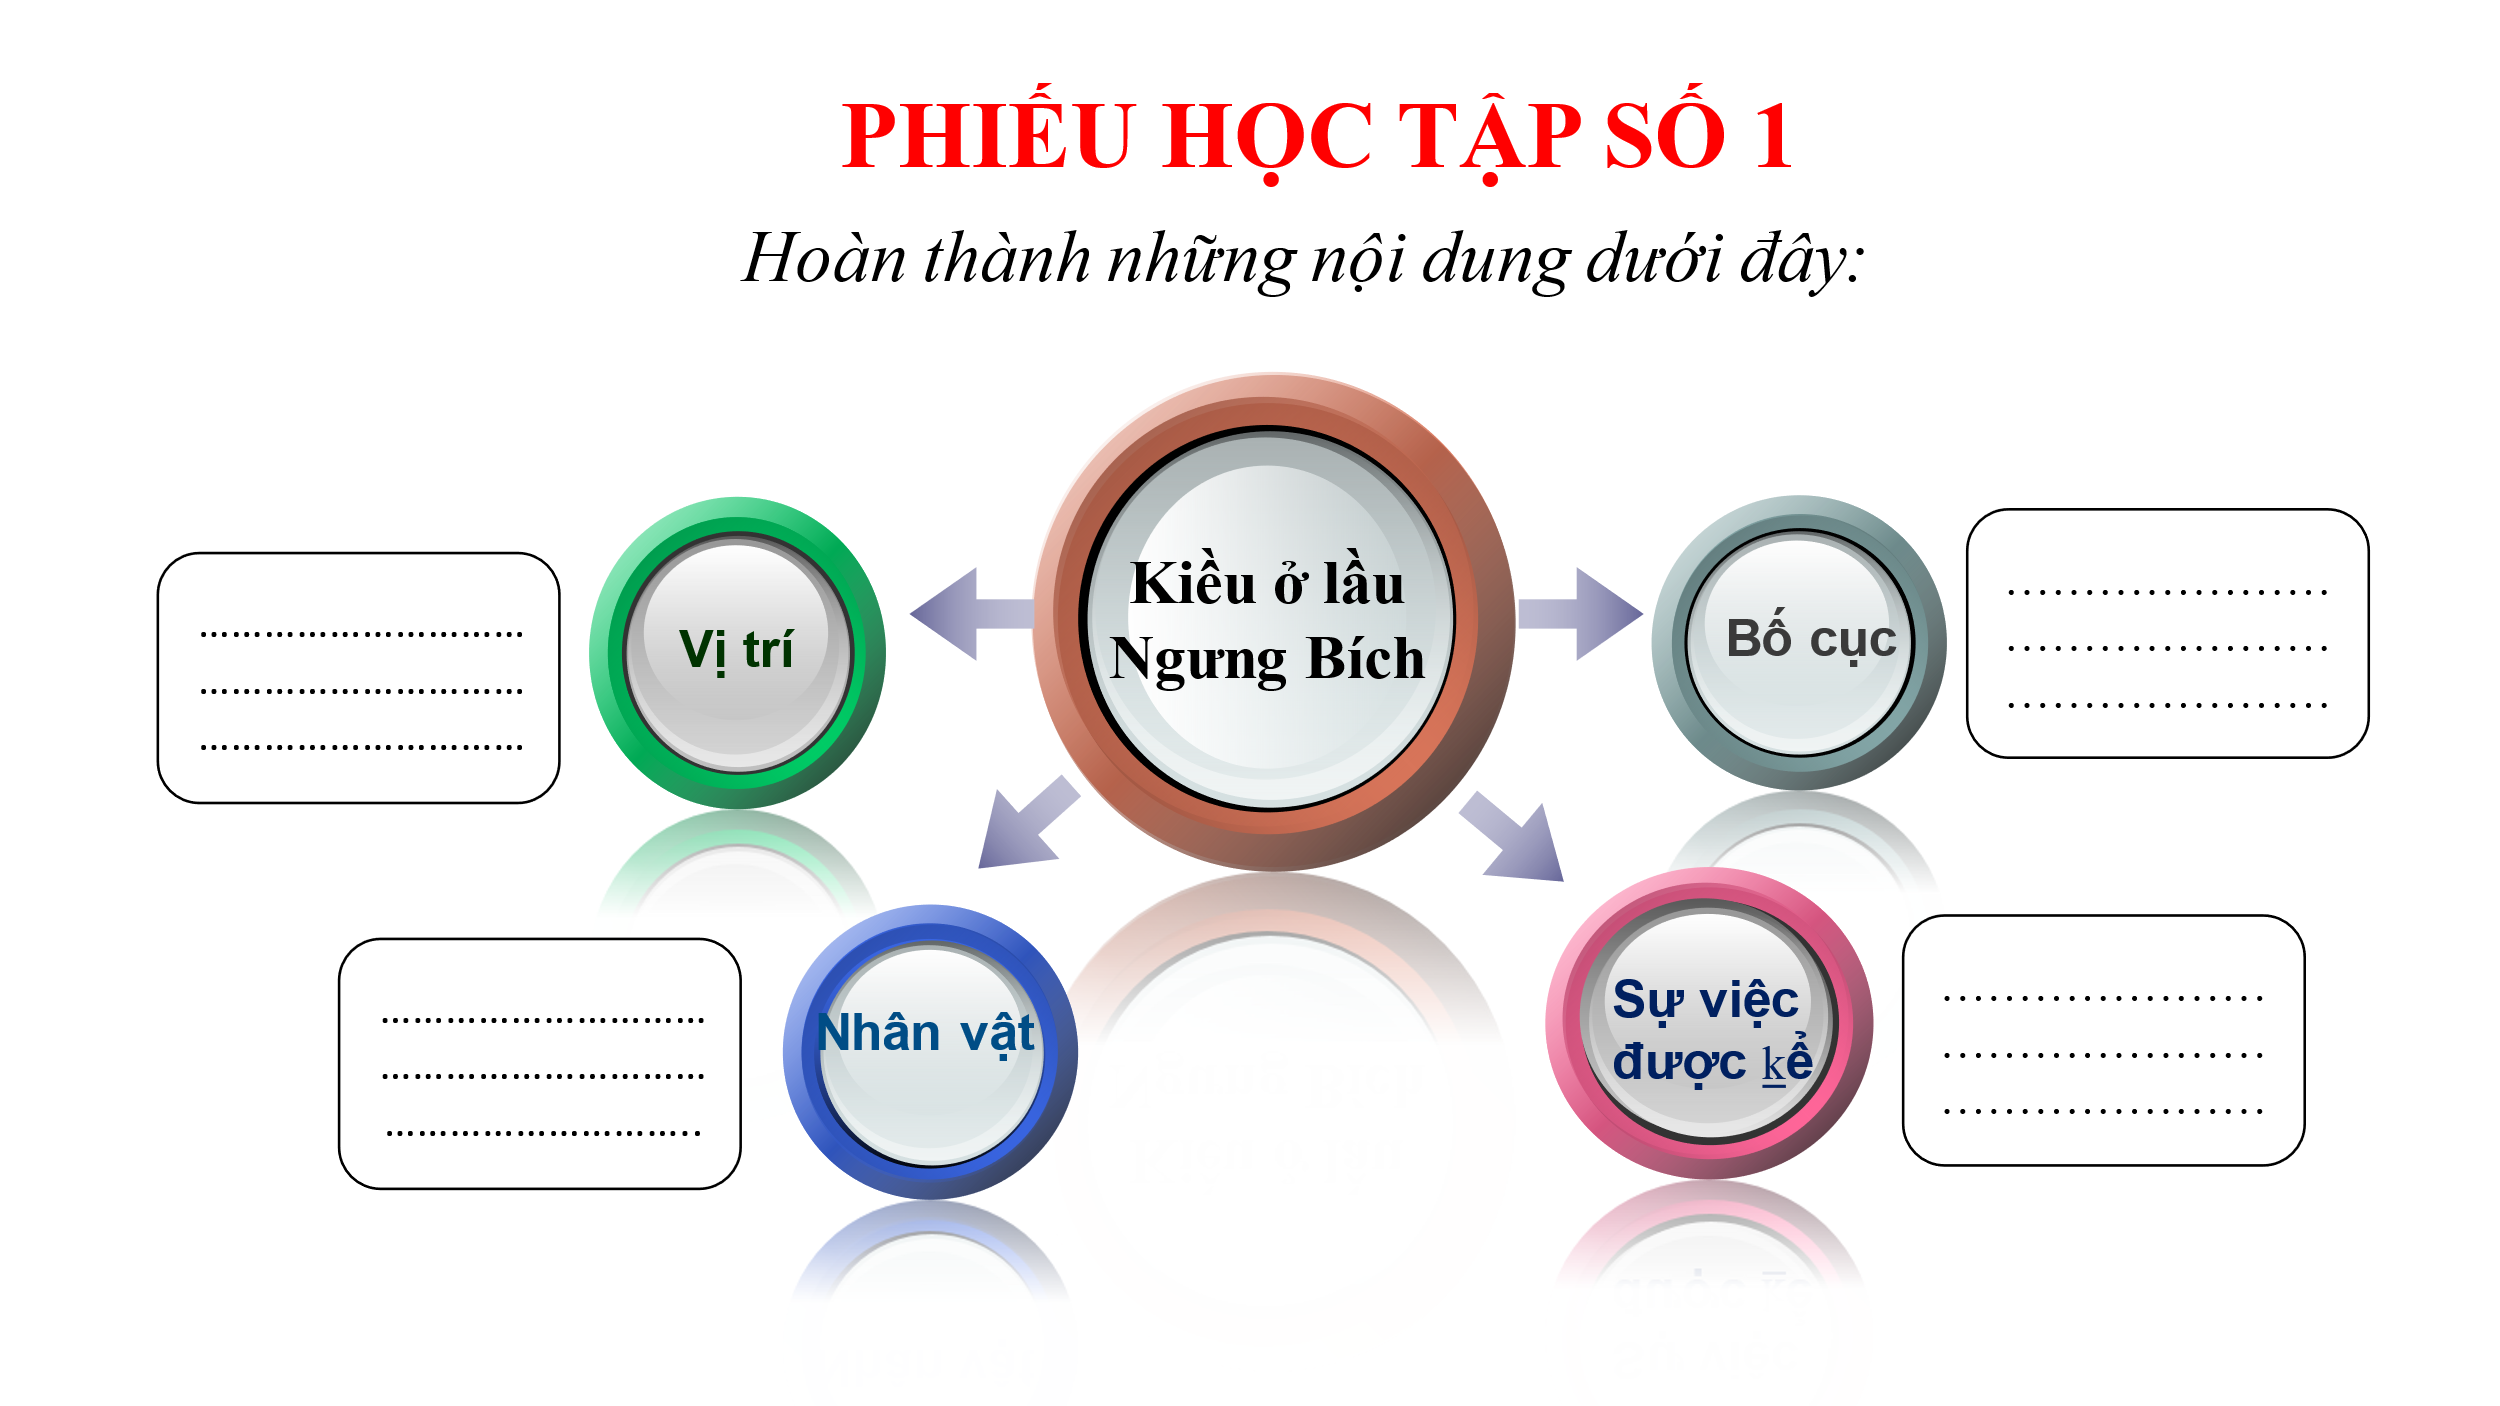 PHIẾU HỌC TẬP SỐ 1
Hoàn thành những nội dung dưới đây:
Kiều ở lầu
Ngưng Bích
Vị trí
..............................
..............................
..............................
Bố cục
.....................
.....................
.....................
Nhân vật
..............................
..............................
.............................
Sự việc
được kể
.....................
.....................
.....................